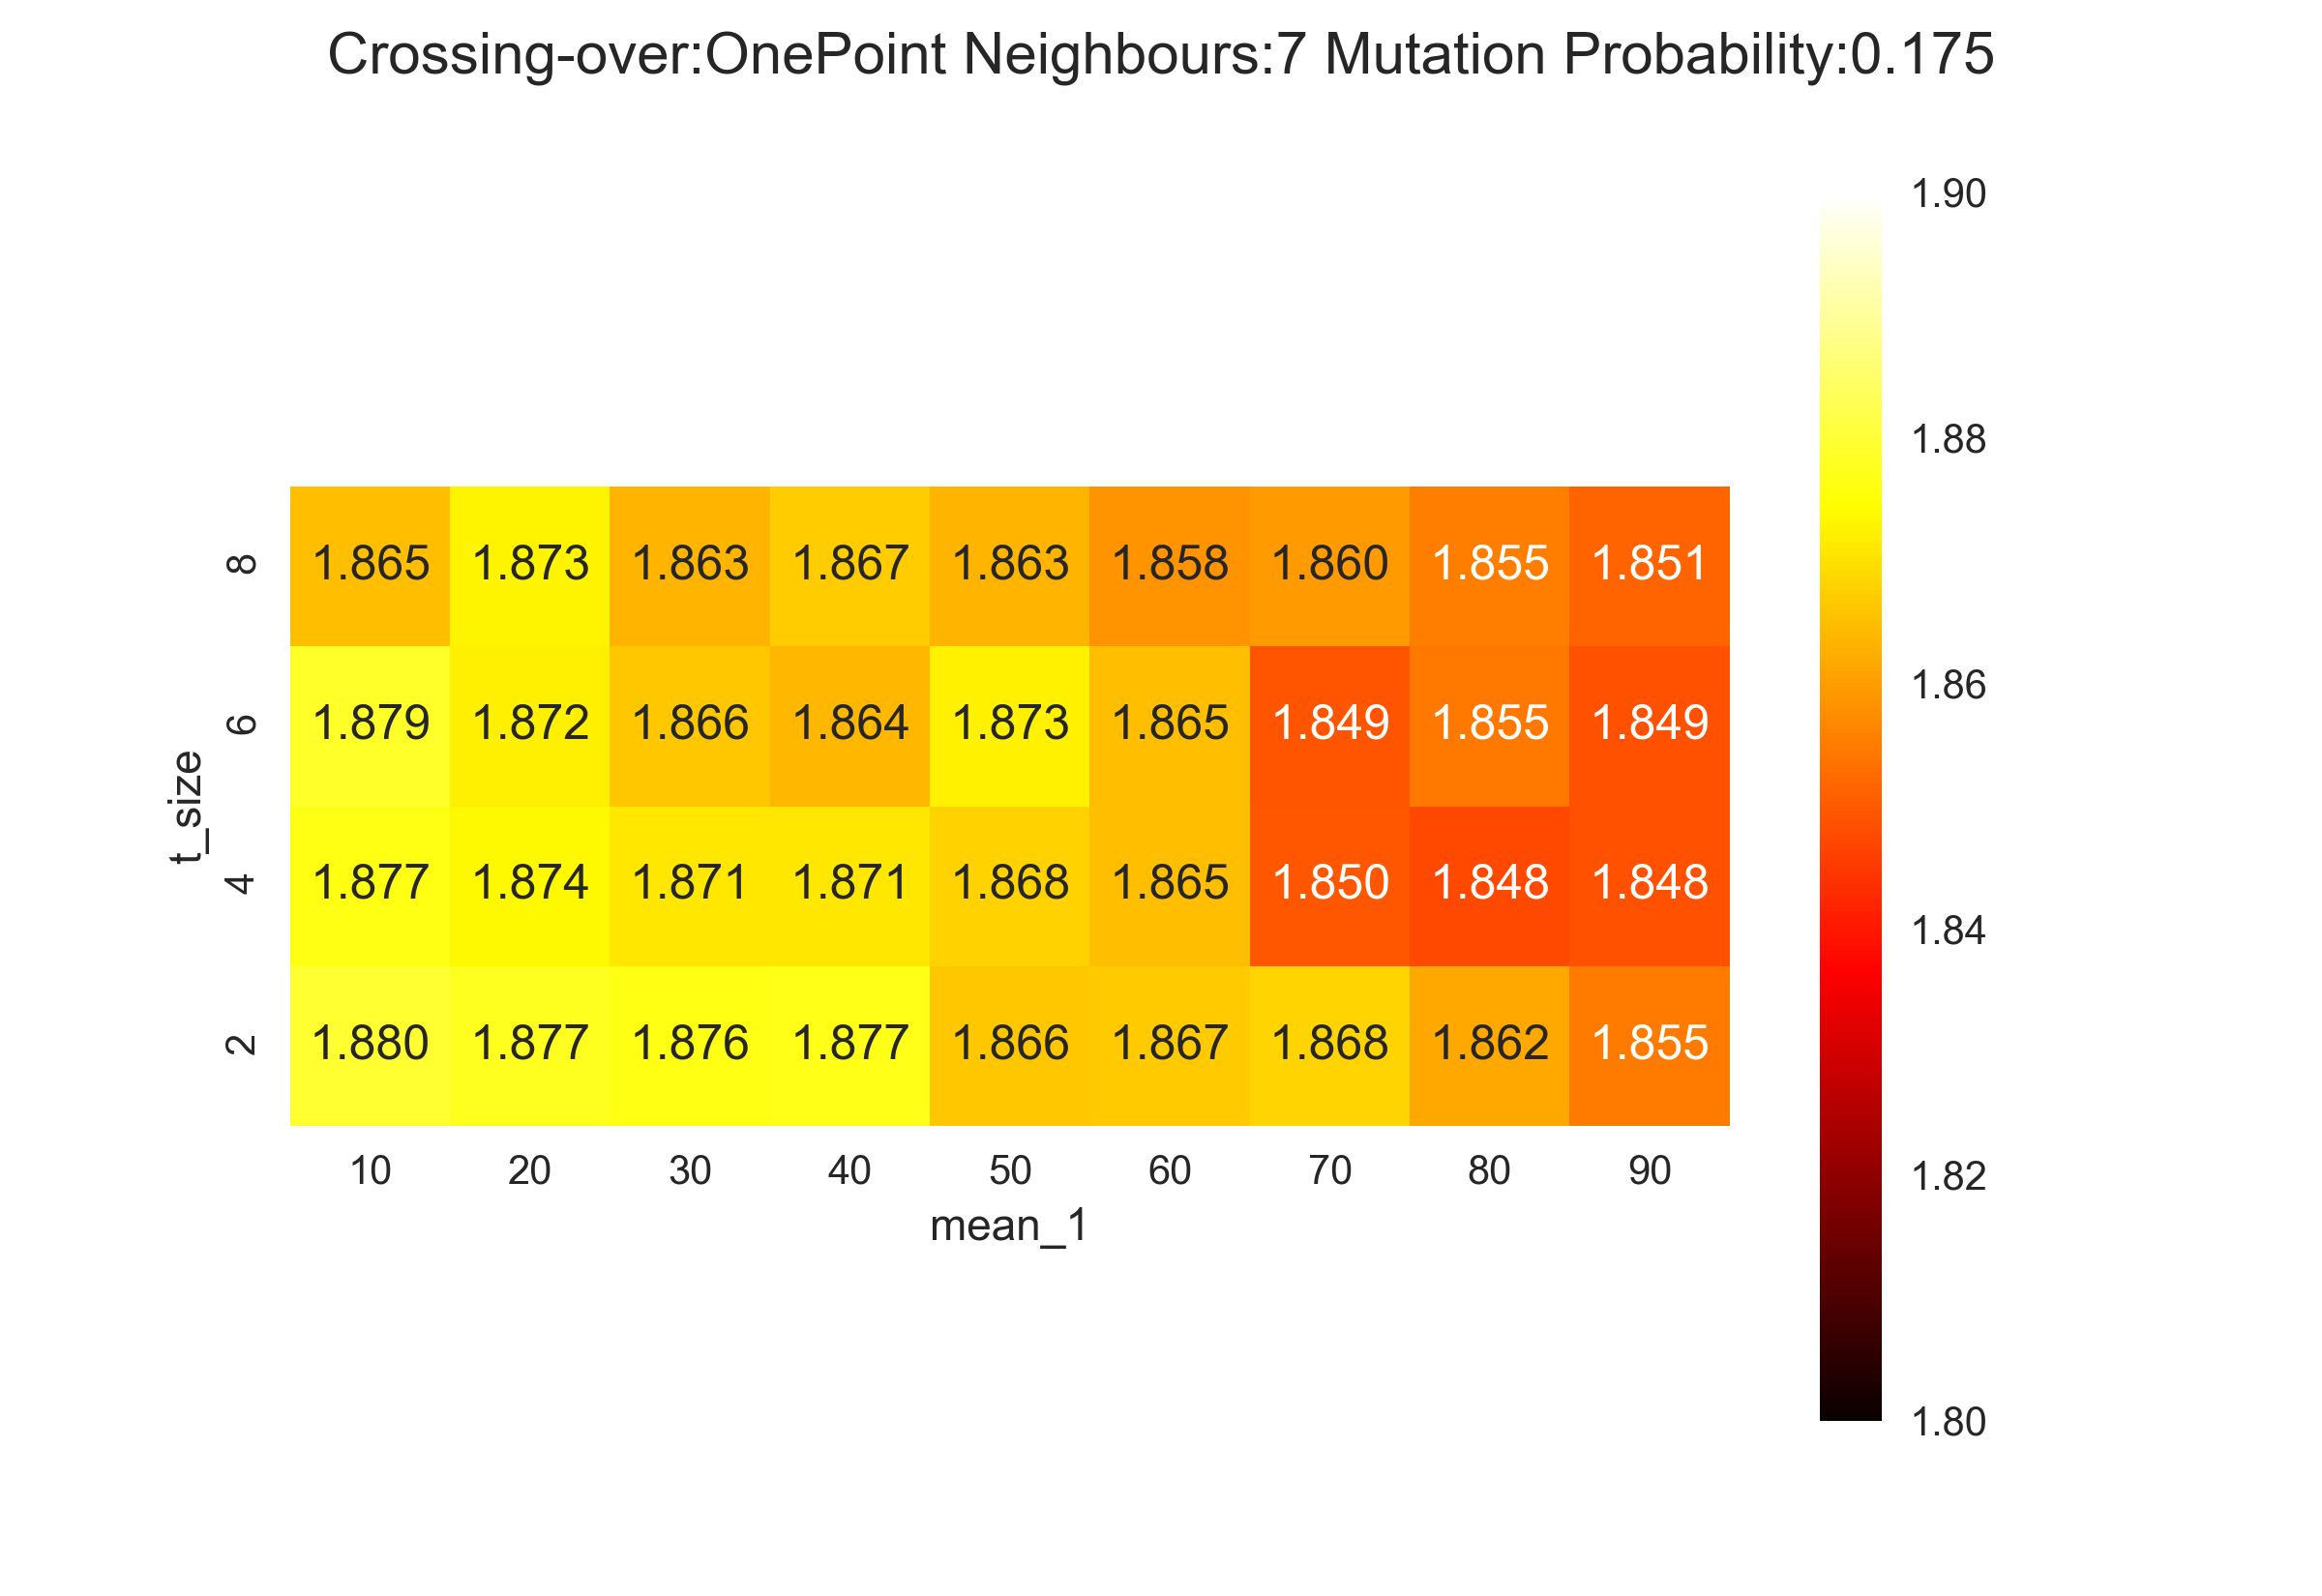 Crossing-over:OnePoint Neighbours:7 Mutation Probability:0.175
t_size
8 1.865 1.873 1.863 1.867 1.863 1.858 1.860 1.855 1.851
6 1.879 1.872 1.866 1.864 1.873 1.865 1.849 1.855 1.849
4 1.877 1.874 1.871 1.871 1.868 1.865 1.850 1.848 1.848
2 1.880 1.877 1.876 1.877 1.866 1.867 1.868 1.862 1.855
10 20 30 40 50 60 70 80 90
mean_1
1.90
1.88
1.86
1.84
1.82
1.80